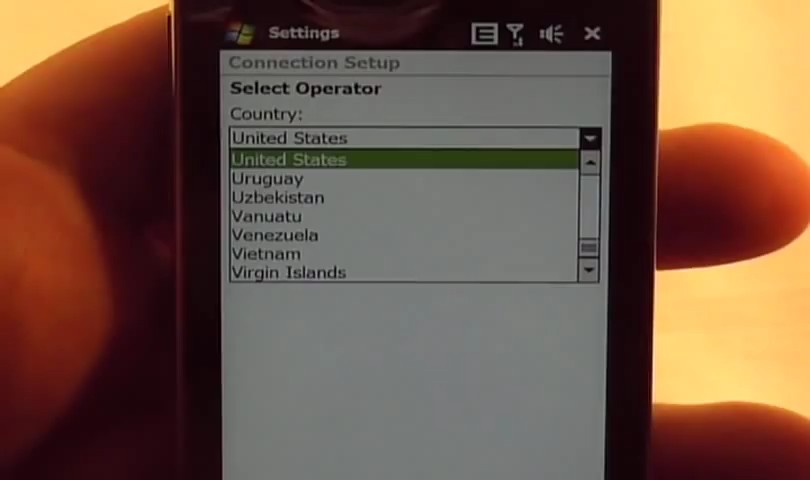 Settings
Connection Setup
Select Operator
Country:
United States
United States
Uruguay
Uzbekistan
Vanuatu
Venezuela
Vietnam
Virgin Islands